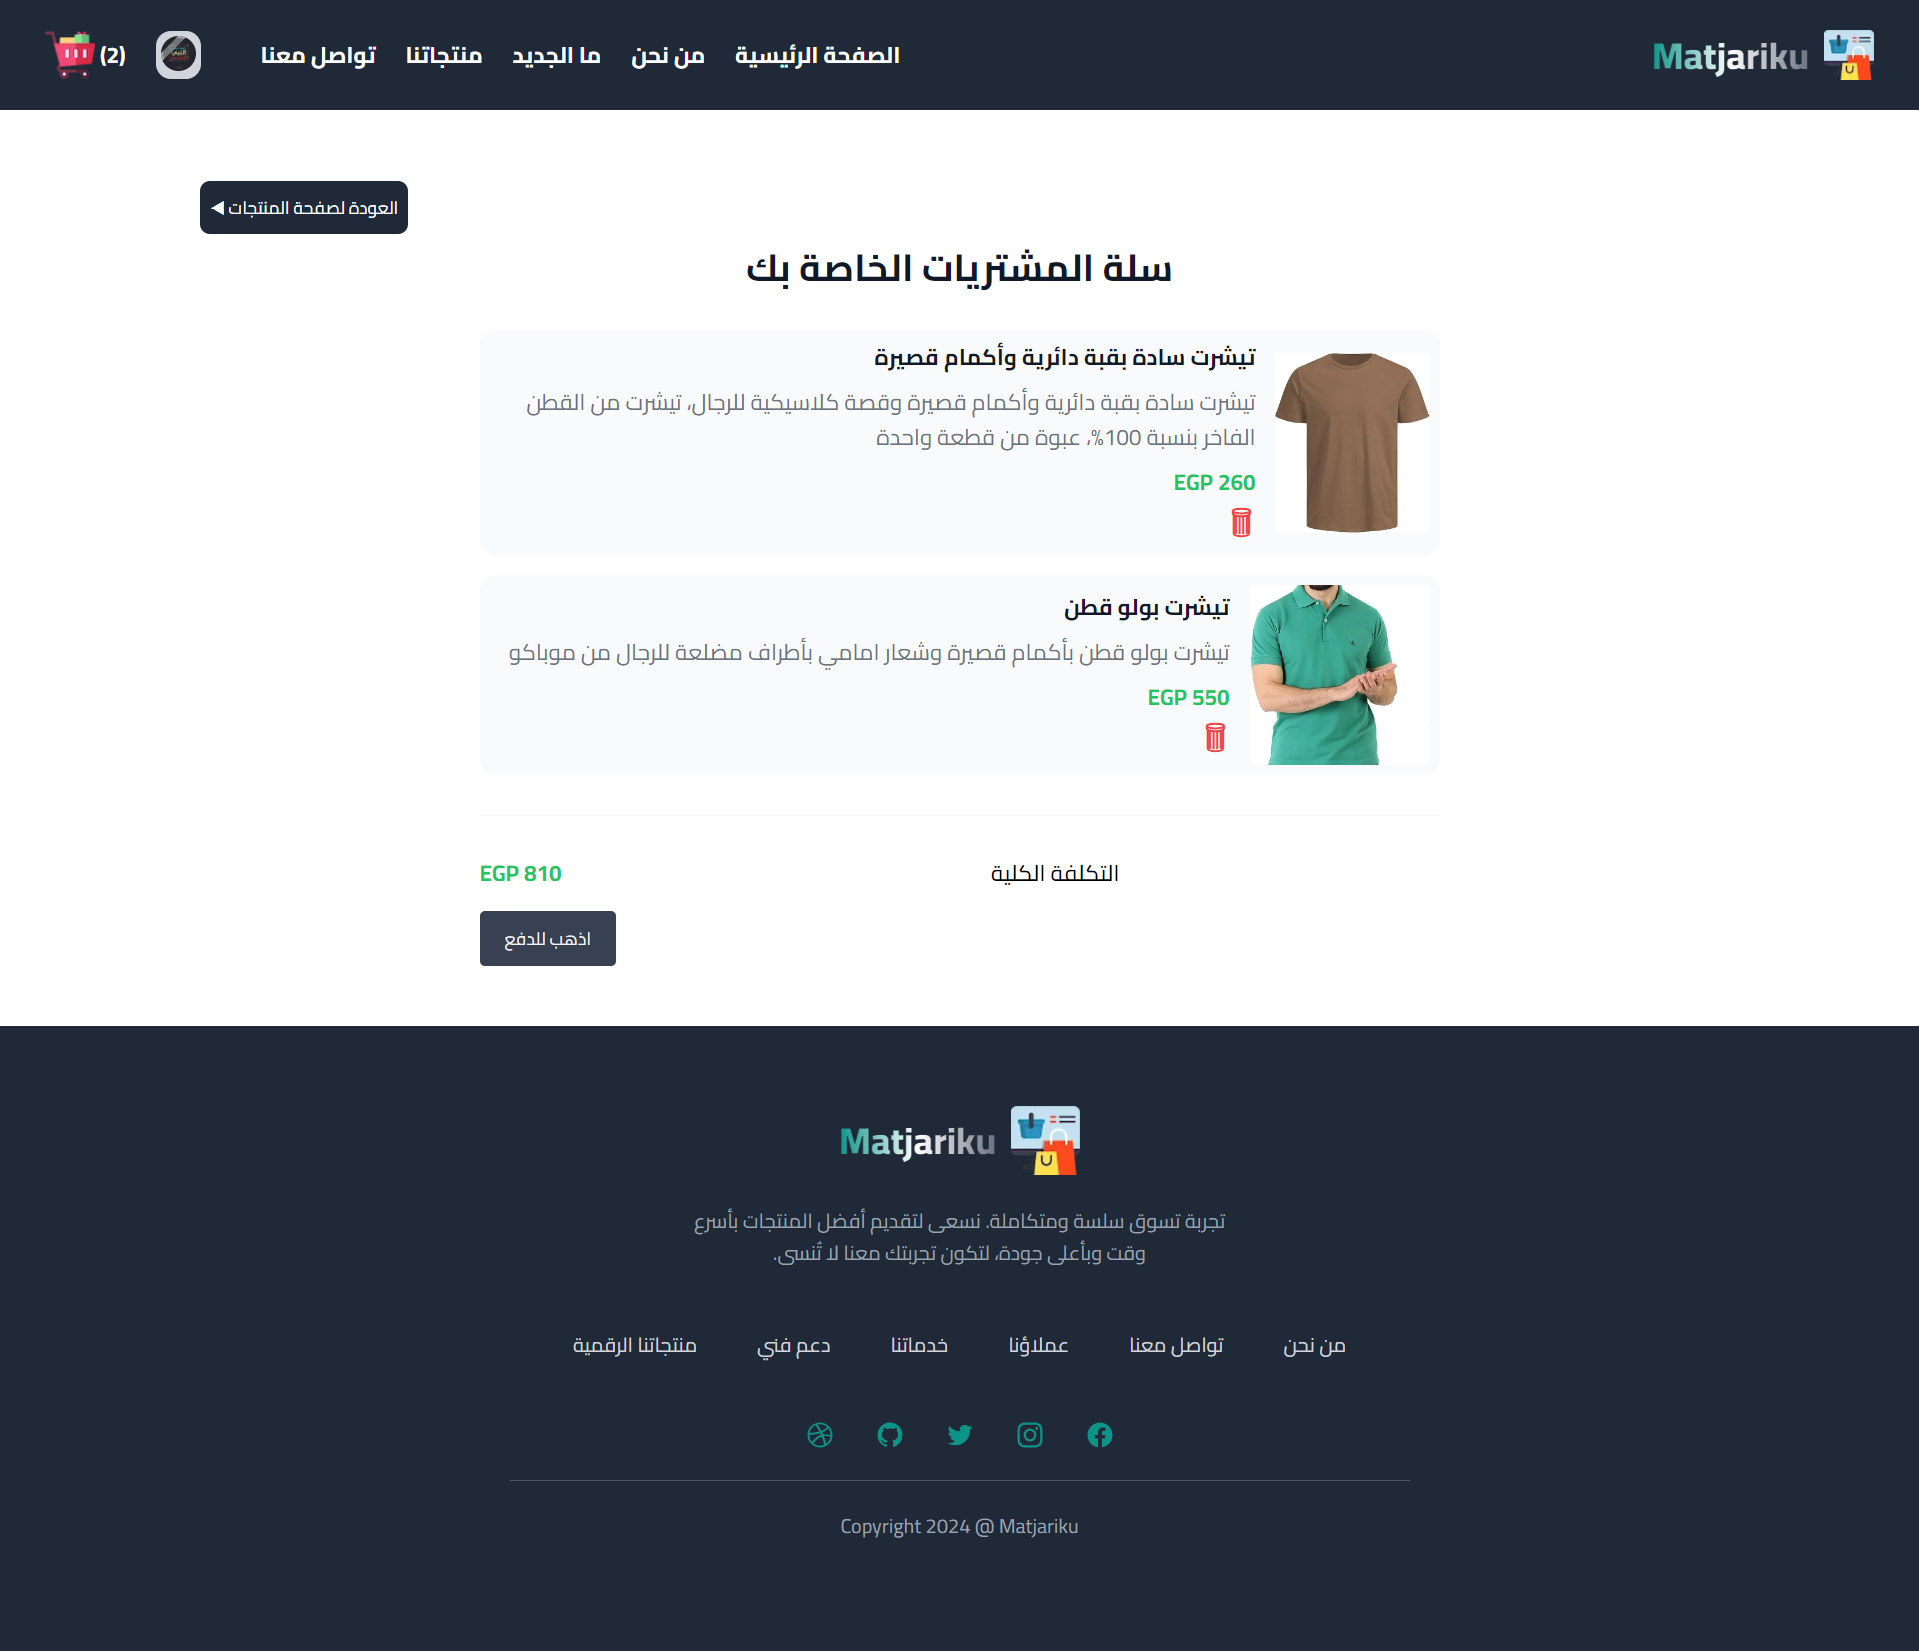 Matjariku
الصفحة الرئيسية
من نحن
ما الجديد
منتجاتنا
تواصل معنا
(2)
العودة لصفحة المنتجات
سلة المشتريات الخاصة بك
تيشرت سادة بقبة دائرية وأكمام قصيرة
تيشرت سادة بقبة دائرية وأكمام قصيرة وقصة كلاسيكية للرجال، تيشرت من القطن
الفاخر بنسبة 100%، عبوة من قطعة واحدة
EGP 260
تيشرت بولو قطن
تيشرت بولو قطن بأكمام قصيرة وشعار امامي بأطراف مضلعة للرجال من موباكو
EGP 550
التكلفة الكلية
EGP 810
اذهب للدفع
Matjariku
تجربة تسوق سلسة ومتكاملة. نسعى لتقديم أفضل المنتجات بأسرع
وقت وبأعلى جودة، لتكون تجربتك معنا لا تُنسى.
من نحن
تواصل معنا
عملاؤنا
خدماتنا
دعم فني
منتجاتنا الرقمية
Copyright 2024 @ Matjariku